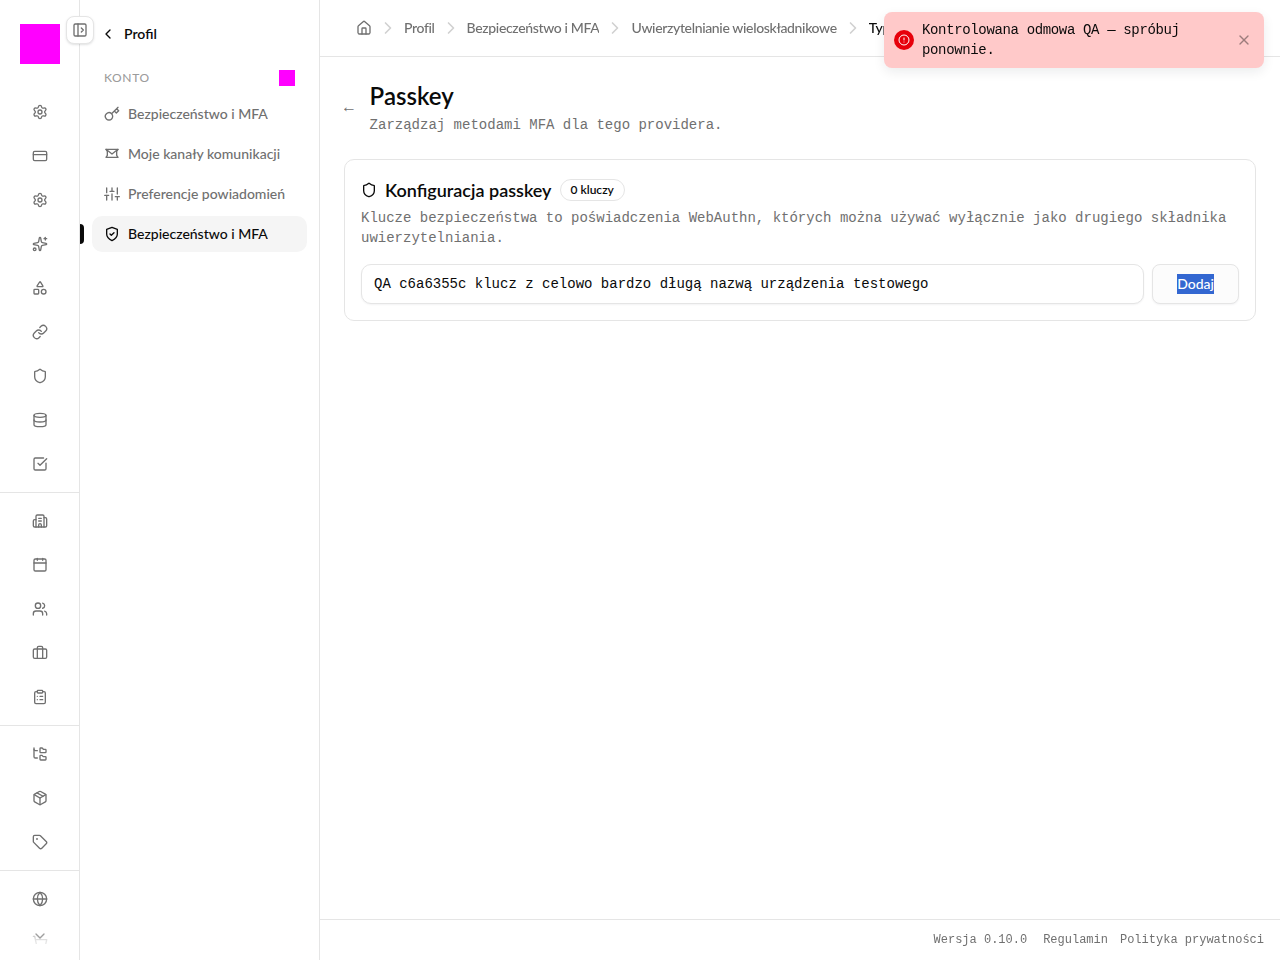 Profil
KONTO
Bezpieczeństwo i MFA
Moje kanały komunikacji
Preferencje powiadomień
Bezpieczeństwo i MFA
Profil
Bezpieczeństwo i MFA
Uwierzytelnianie wieloskładnikowe
Kontrolowana odmowa QA — spróbuj
ponownie.
Passkey
Zarządzaj metodami MFA dla tego providera.
Konfiguracja passkey
0 kluczy
Klucze bezpieczeństwa to poświadczenia WebAuthn, których można używać wyłącznie jako drugiego składnika
uwierzytelniania.
QA c6a6355c klucz z celowo bardzo długą nazwą urządzenia testowego
Dodaj
Wersja 0.10.0
Regulamin
Polityka prywatności